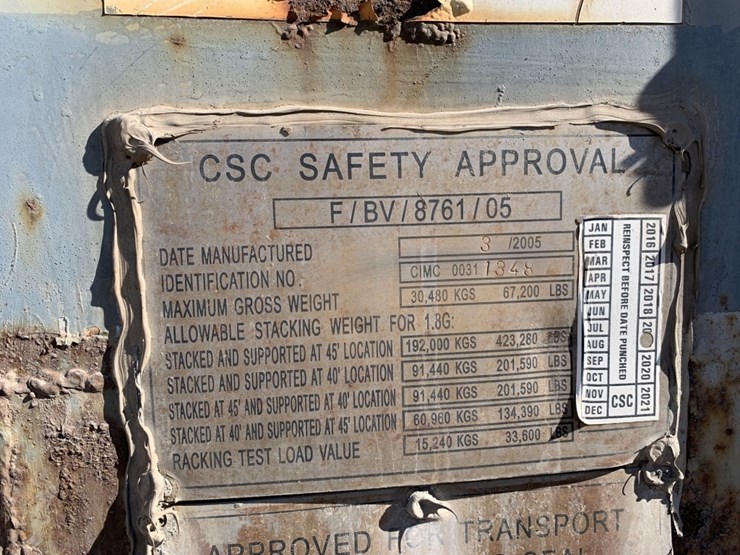 CSC SAFETY APPROVAL
F/BV/8761/05
DATE MANUFACTURED 3 /2005
IDENTIFICATION NO. CIMC 0031 1348
MAXIMUM GROSS WEIGHT 30,480 KGS 67,200 LBS
ALLOWABLE STACKING WEIGHT FOR 1.8G:
STACKED AND SUPPORTED AT 45' LOCATION 192,000 KGS 423,280 LBS
STACKED AND SUPPORTED AT 40' LOCATION 91,440 KGS 201,590 LBS
STACKED AT 45' AND SUPPORTED AT 40' LOCATION 91,440 KGS 201,590 LBS
STACKED AT 40' AND SUPPORTED AT 45' LOCATION 60,960 KGS 134,390 LBS
RACKING TEST LOAD VALUE 15,240 KGS 33,600 LBS
JAN
FEB
MAR
APR
MAY
JUN
JUL
AUG
SEP
OCT
NOV
DEC
REINSPECT BEFORE DATE PUNCHED
CSC
2016 2017 2018 20 2020 2021
APPROVED FOR TRANSPORT